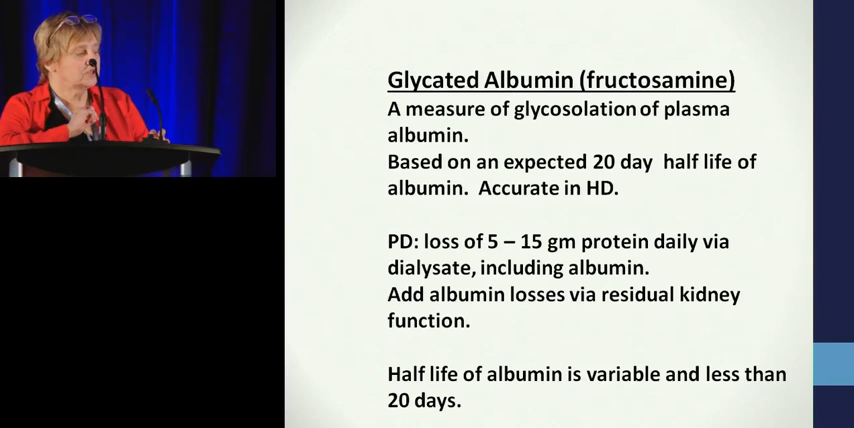 Glycated Albumin (fructosamine)
A measure of glycosolation of plasma
albumin.
Based on an expected 20 day half life of
albumin. Accurate in HD.
PD: loss of 5 – 15 gm protein daily via
dialysate, including albumin.
Add albumin losses via residual kidney
function.
Half life of albumin is variable and less than
20 days.